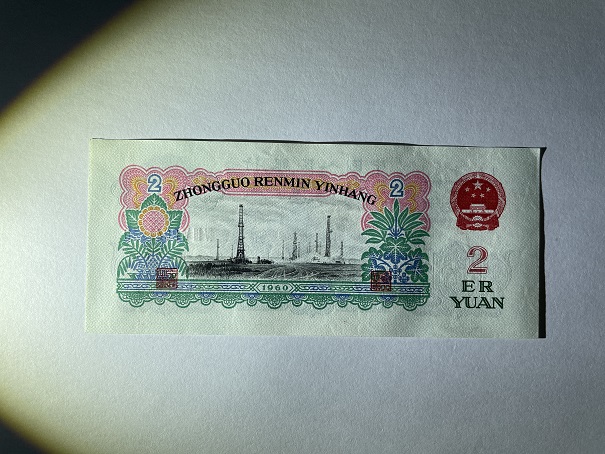 2 2
ZHONGGUO RENMIN YINHANG
1960
2
ER
YUAN